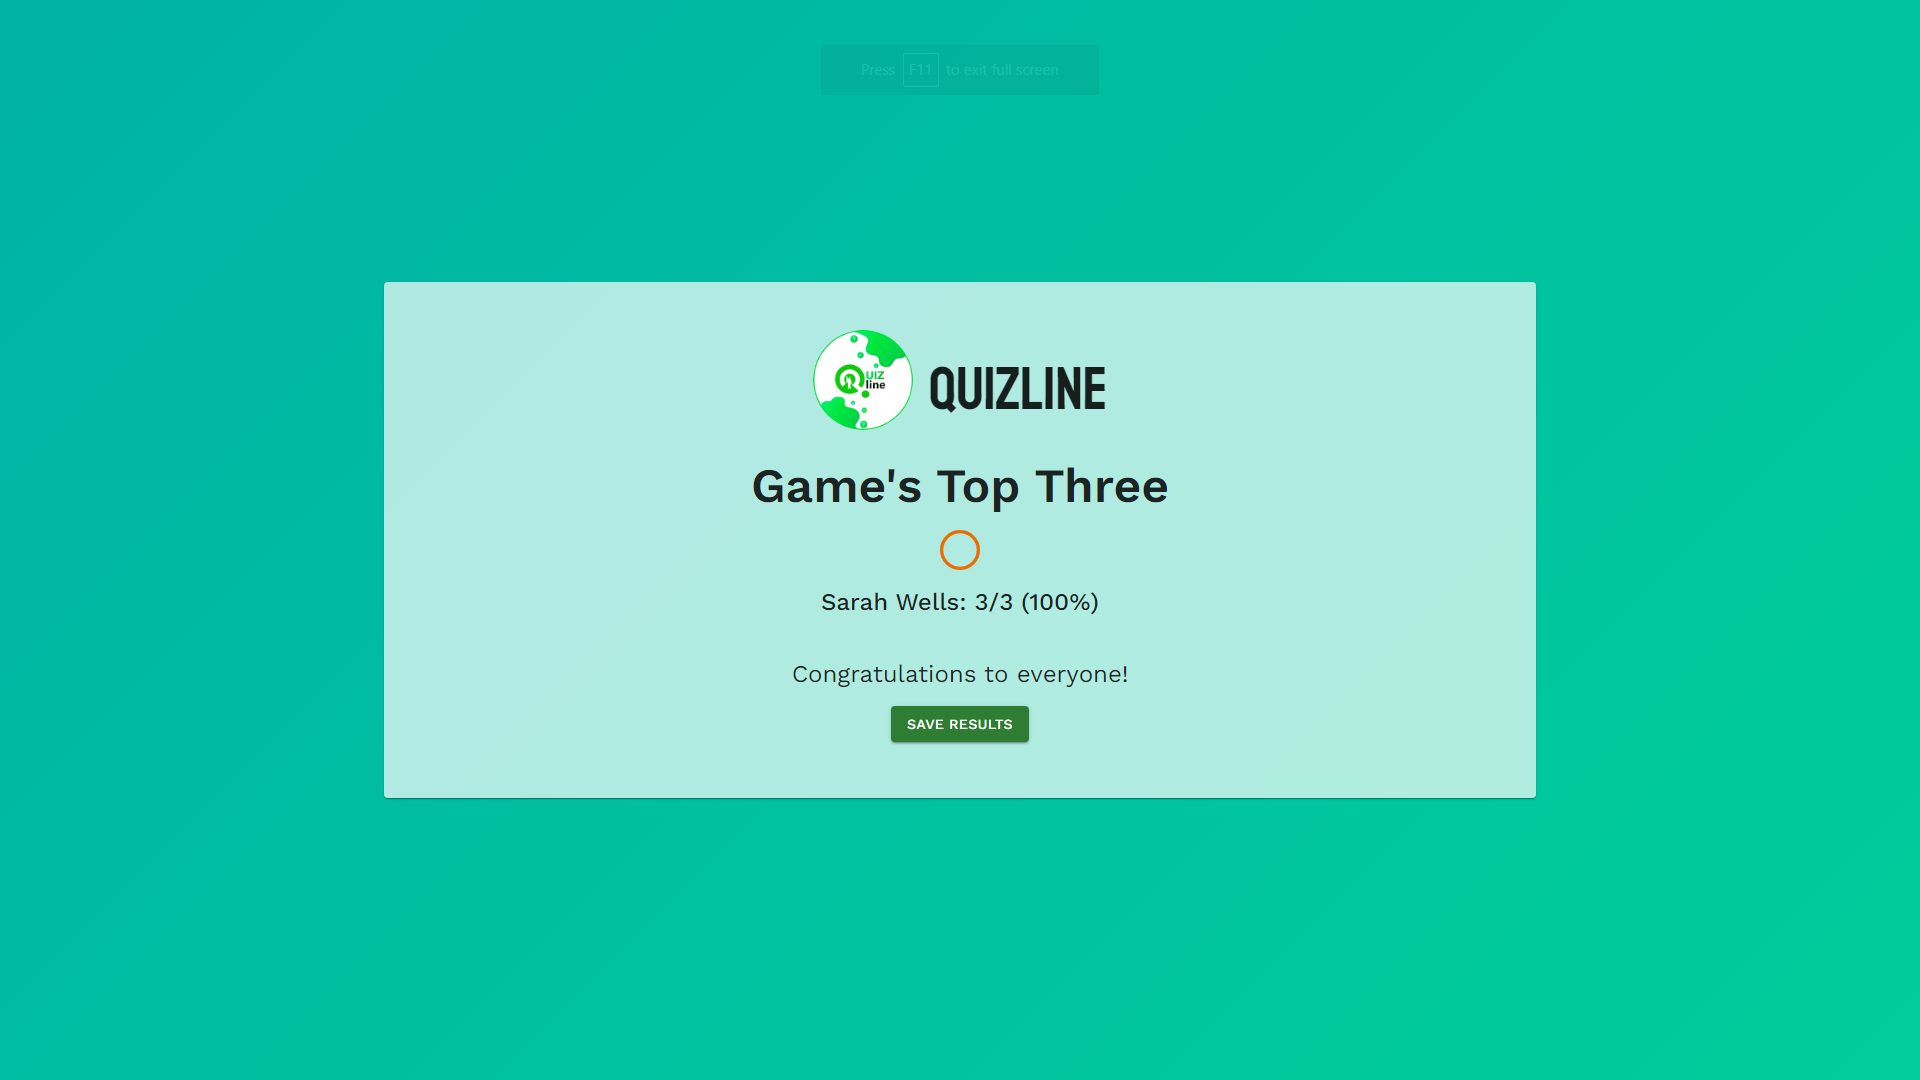 Press F11 to exit full screen
UIZ
line
QUIZLINE
Game's Top Three
Sarah Wells: 3/3 (100%)
Congratulations to everyone!
SAVE RESULTS